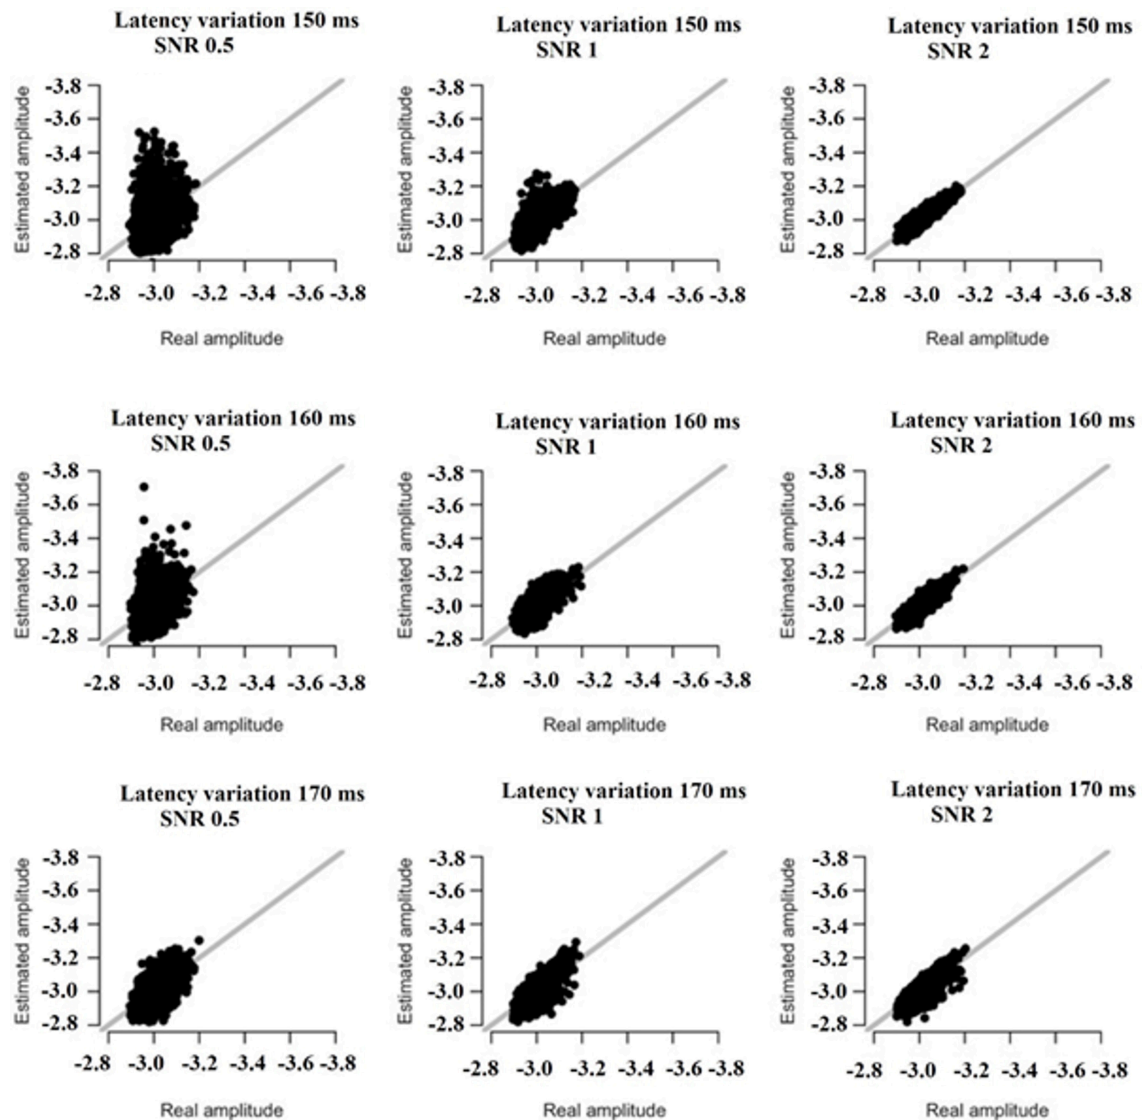 Latency variation 150 ms
SNR 0.5
Latency variation 150 ms
SNR 1
Latency variation 150 ms
SNR 2
Estimated amplitude
-3.8
-3.6
-3.4
-3.2
-3.0
-2.8
-2.8 -3.0 -3.2 -3.4 -3.6 -3.8
Real amplitude
Estimated amplitude
-3.8
-3.6
-3.4
-3.2
-3.0
-2.8
-2.8 -3.0 -3.2 -3.4 -3.6 -3.8
Real amplitude
Estimated amplitude
-3.8
-3.6
-3.4
-3.2
-3.0
-2.8
-2.8 -3.0 -3.2 -3.4 -3.6 -3.8
Real amplitude
Latency variation 160 ms
SNR 0.5
Latency variation 160 ms
SNR 1
Latency variation 160 ms
SNR 2
Estimated amplitude
-3.8
-3.6
-3.4
-3.2
-3.0
-2.8
-2.8 -3.0 -3.2 -3.4 -3.6 -3.8
Real amplitude
Estimated amplitude
-3.8
-3.6
-3.4
-3.2
-3.0
-2.8
-2.8 -3.0 -3.2 -3.4 -3.6 -3.8
Real amplitude
Estimated amplitude
-3.8
-3.6
-3.4
-3.2
-3.0
-2.8
-2.8 -3.0 -3.2 -3.4 -3.6 -3.8
Real amplitude
Latency variation 170 ms
SNR 0.5
Latency variation 170 ms
SNR 1
Latency variation 170 ms
SNR 2
Estimated amplitude
-3.8
-3.6
-3.4
-3.2
-3.0
-2.8
-2.8 -3.0 -3.2 -3.4 -3.6 -3.8
Real amplitude
Estimated amplitude
-3.8
-3.6
-3.4
-3.2
-3.0
-2.8
-2.8 -3.0 -3.2 -3.4 -3.6 -3.8
Real amplitude
Estimated amplitude
-3.8
-3.6
-3.4
-3.2
-3.0
-2.8
-2.8 -3.0 -3.2 -3.4 -3.6 -3.8
Real amplitude